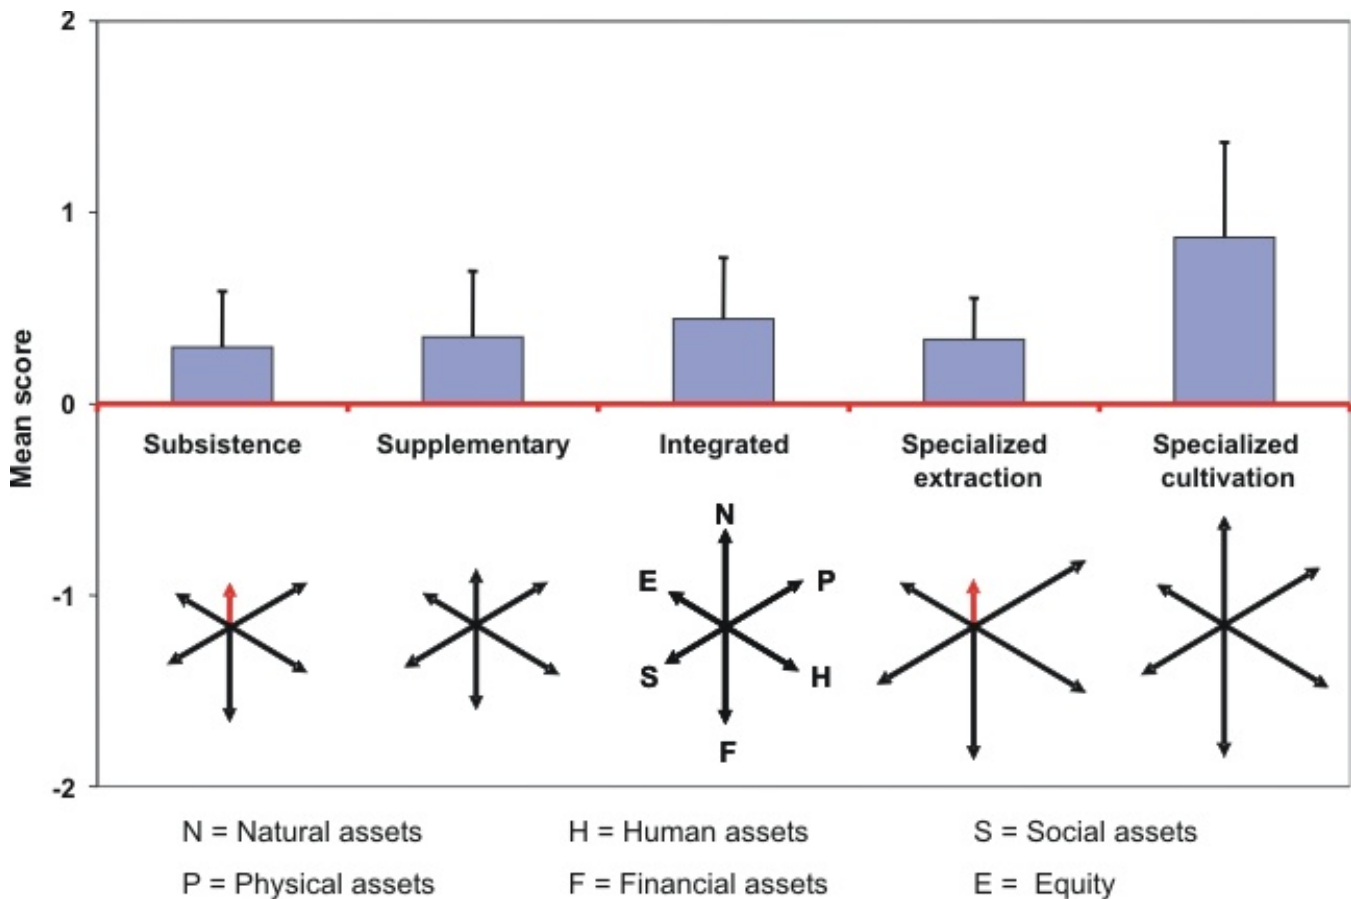 2
1
0
-1
-2
Mean score
Subsistence
Supplementary
Integrated
Specialized
extraction
Specialized
cultivation
N
E
P
S
H
F
N = Natural assets
H = Human assets
S = Social assets
P = Physical assets
F = Financial assets
E = Equity